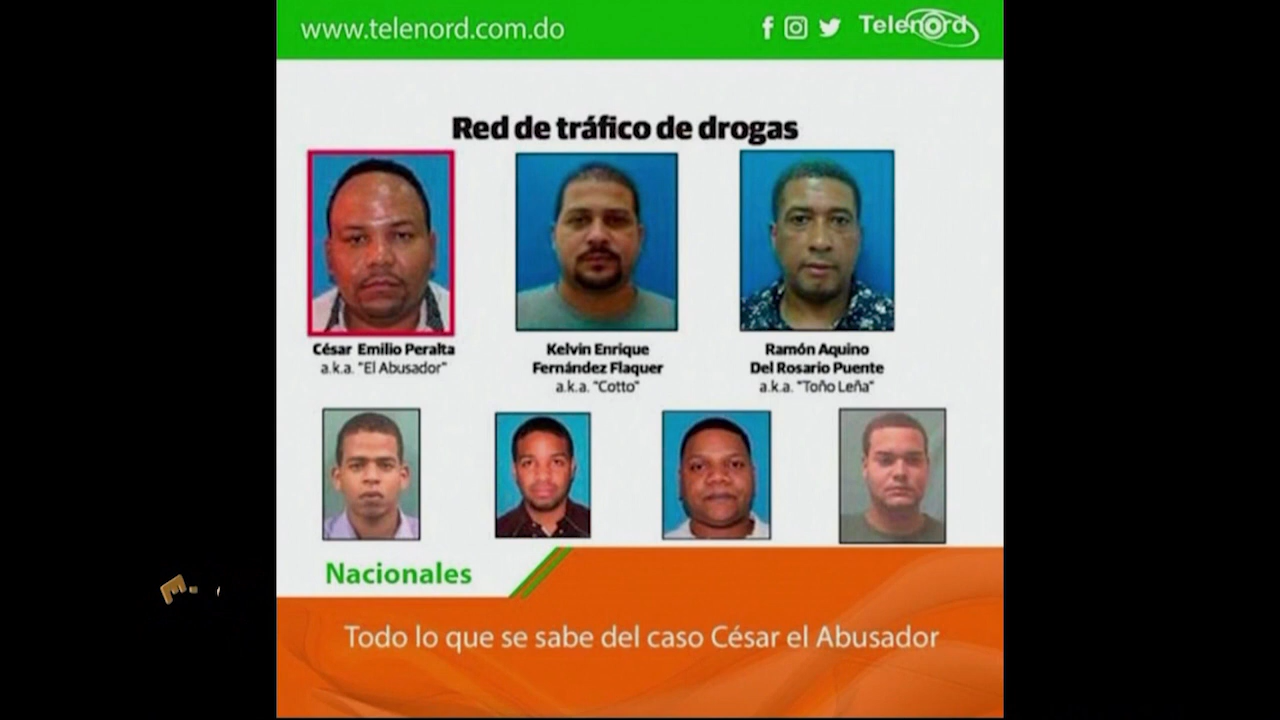 www.telenord.com.do
Telenord
Red de tráfico de drogas
César Emilio Peralta
a.k.a. "El Abusador"
Kelvin Enrique
Fernández Flaquer
a.k.a. "Cotto"
Ramón Aquino
Del Rosario Puente
a.k.a. "Toño Leña"
Nacionales
Todo lo que se sabe del caso César el Abusador